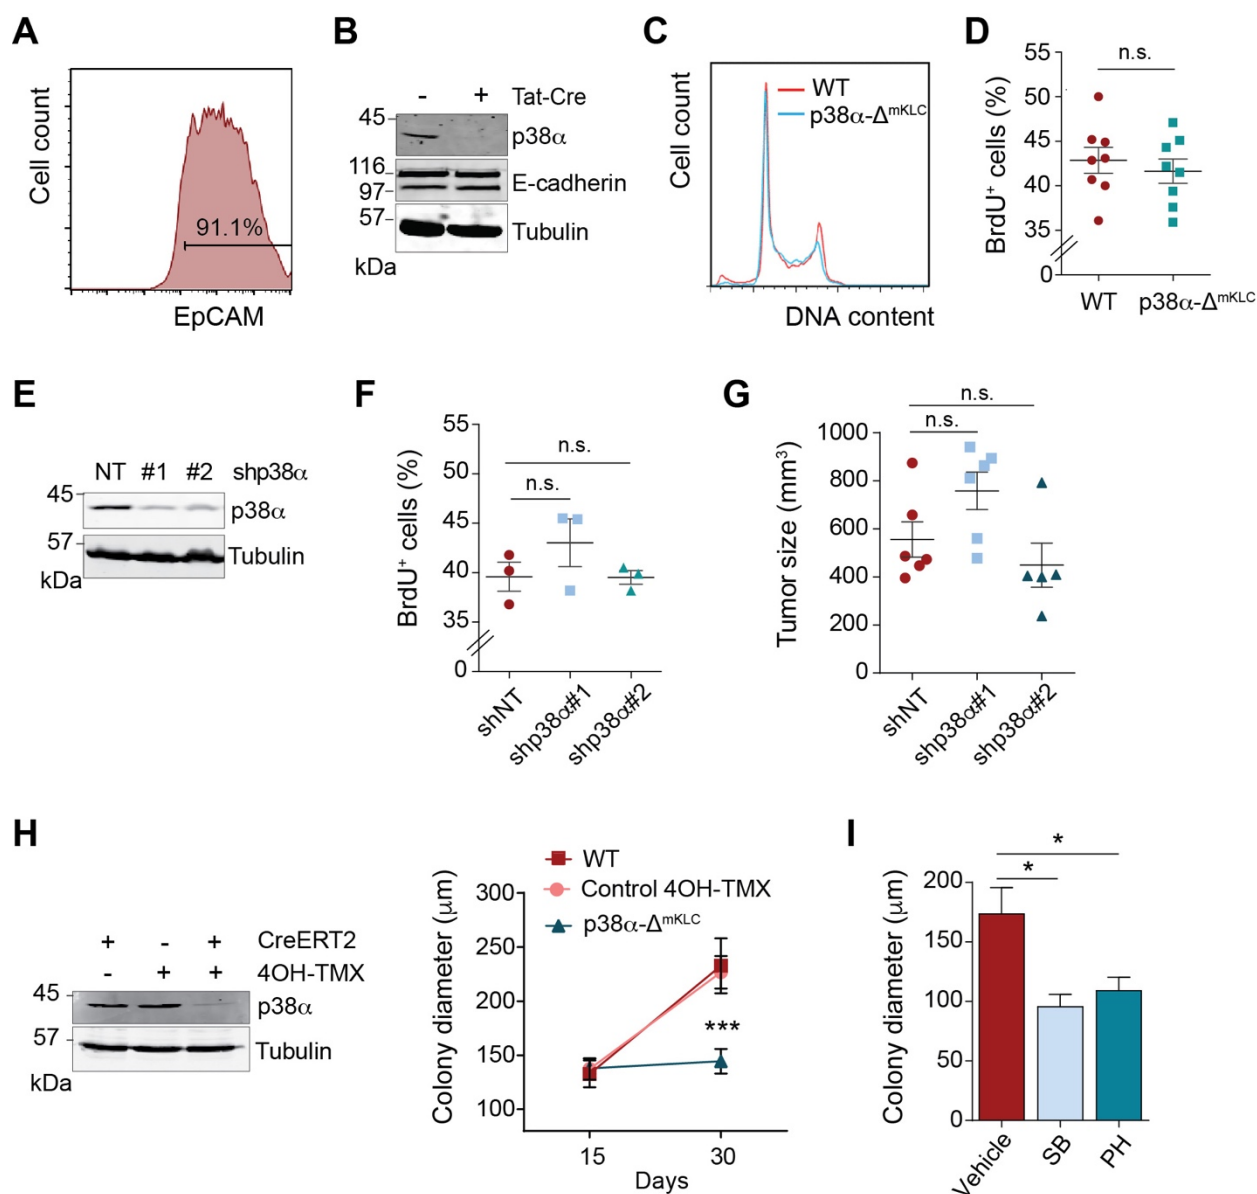 A
Cell count
91.1%
EpCAM
B
- + Tat-Cre
45
p38α
116
97
E-cadherin
57
Tubulin
kDa
C
Cell count
WT
p38α-ΔmKLC
DNA content
D
BrdU+ cells (%)
55
50
45
40
35
0
n.s.
WT p38α-ΔmKLC
E
NT #1 #2 shp38α
45
p38α
57
Tubulin
kDa
F
BrdU+ cells (%)
55
50
45
40
35
0
n.s.
n.s.
shNT
shp38α#1
shp38α#2
G
Tumor size (mm3)
1000
800
600
400
200
0
n.s.
n.s.
shNT
shp38α#1
shp38α#2
H
+ - + CreERT2
- + + 4OH-TMX
45
p38α
57
Tubulin
kDa
WT
Control 4OH-TMX
p38α-ΔmKLC
Colony diameter (μm)
300
250
200
150
100
***
15 30
Days
I
Colony diameter (μm)
200
150
100
50
0
*
*
Vehicle
SB
PH